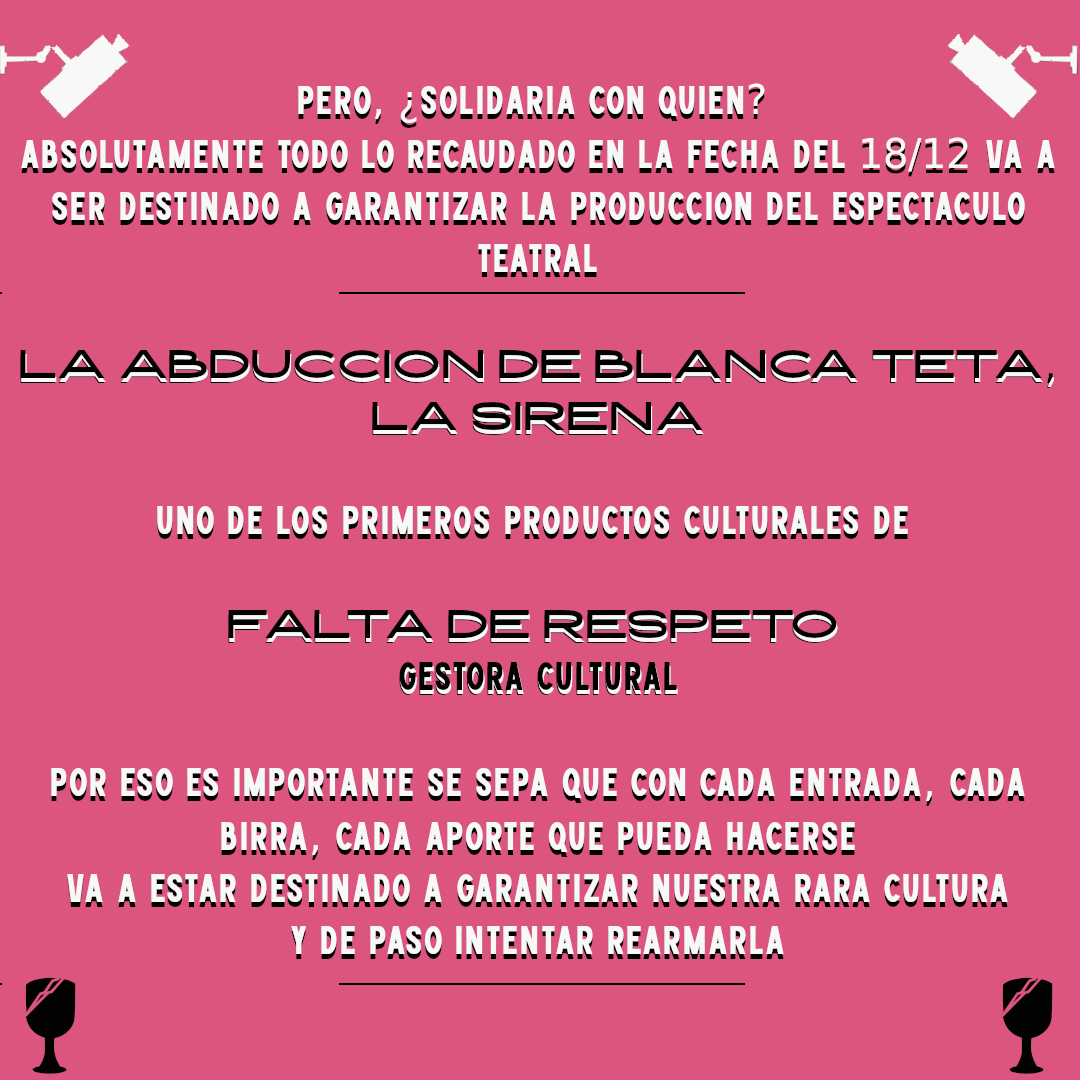 PERO, ¿SOLIDARIA CON QUIEN?
ABSOLUTAMENTE TODO LO RECAUDADO EN LA FECHA DEL 18/12 VA A
SER DESTINADO A GARANTIZAR LA PRODUCCION DEL ESPECTACULO
TEATRAL
LA ABDUCCION DE BLANCA TETA,
LA SIRENA
UNO DE LOS PRIMEROS PRODUCTOS CULTURALES DE
FALTA DE RESPETO
GESTORA CULTURAL
POR ESO ES IMPORTANTE SE SEPA QUE CON CADA ENTRADA, CADA
BIRRA, CADA APORTE QUE PUEDA HACERSE
VA A ESTAR DESTINADO A GARANTIZAR NUESTRA RARA CULTURA
Y DE PASO INTENTAR REARMARLA